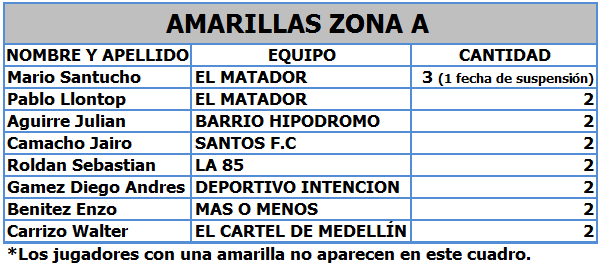 AMARILLAS ZONA A
NOMBRE Y APELLIDO EQUIPO CANTIDAD
Mario Santucho EL MATADOR 3 (1 fecha de suspensión)
Pablo Llontop EL MATADOR 2
Aguirre Julian BARRIO HIPODROMO 2
Camacho Jairo SANTOS F.C 2
Roldan Sebastian LA 85 2
Gamez Diego Andres DEPORTIVO INTENCION 2
Benitez Enzo MAS O MENOS 2
Carrizo Walter EL CARTEL DE MEDELLÍN 2
*Los jugadores con una amarilla no aparecen en este cuadro.